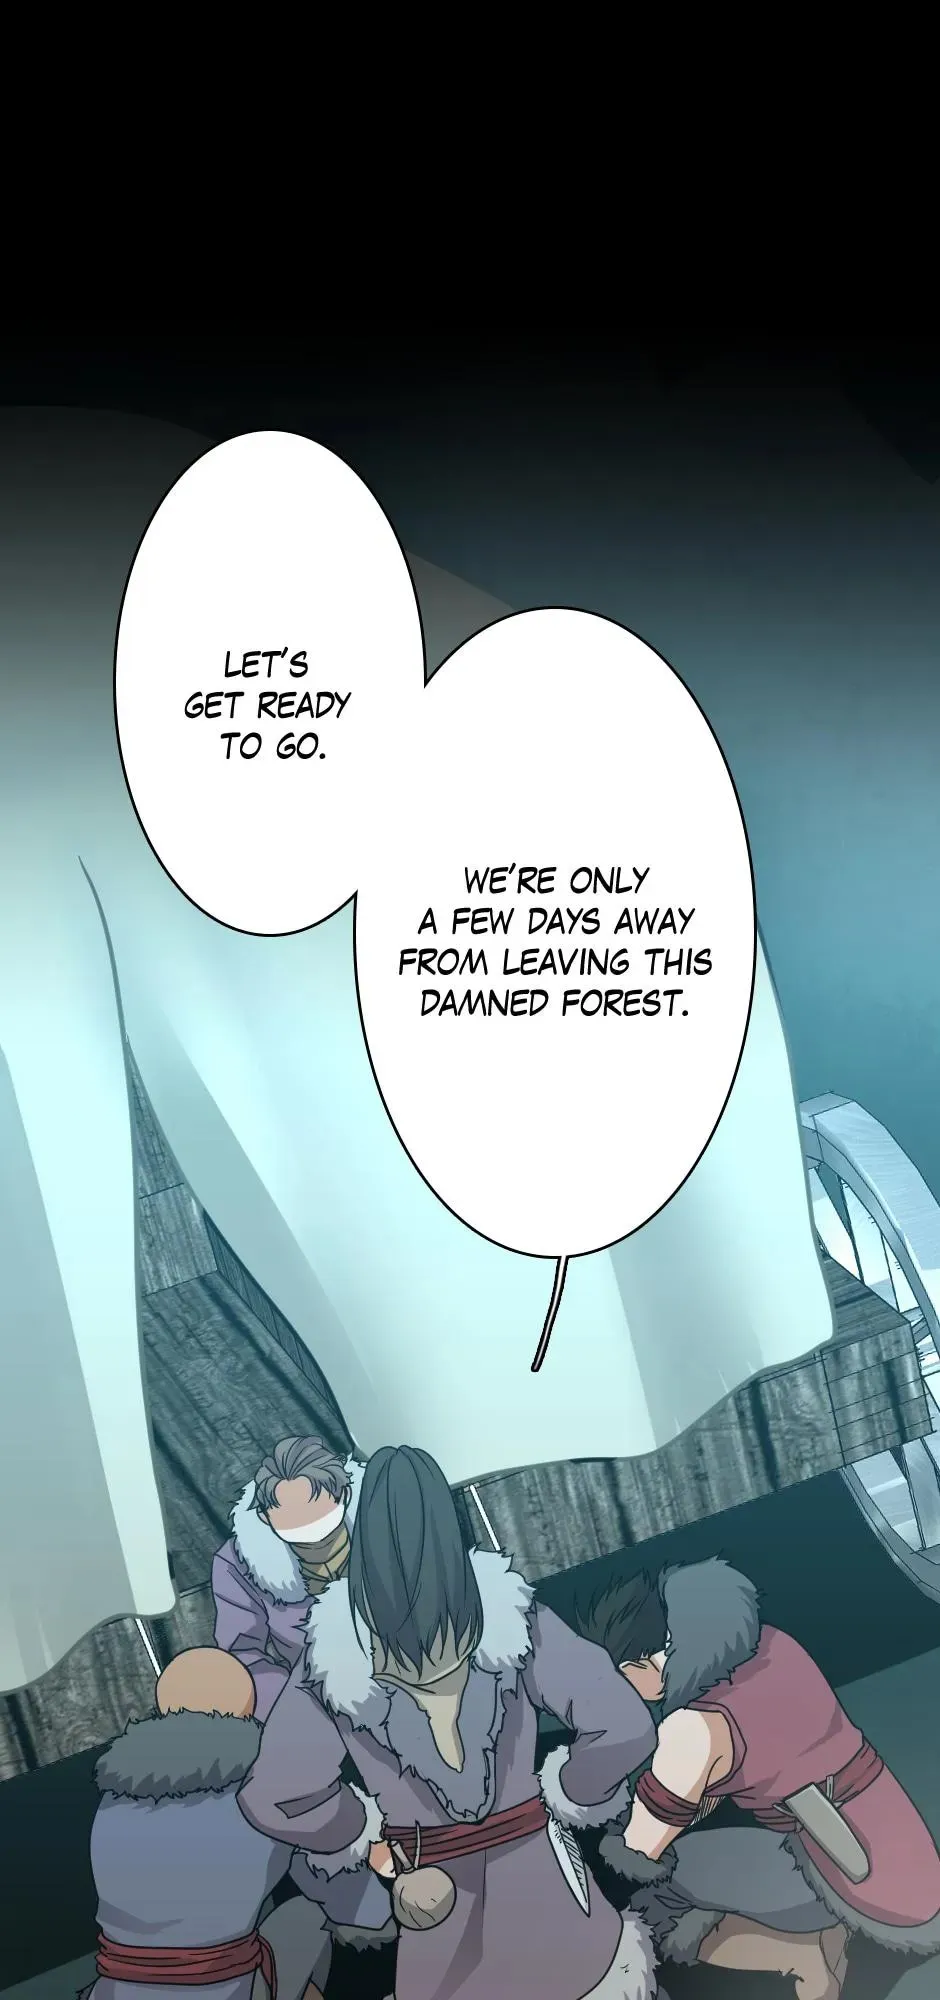 LET'S
GET READY
TO GO.
WE'RE ONLY
A FEW DAYS AWAY
FROM LEAVING THIS
DAMNED FOREST.